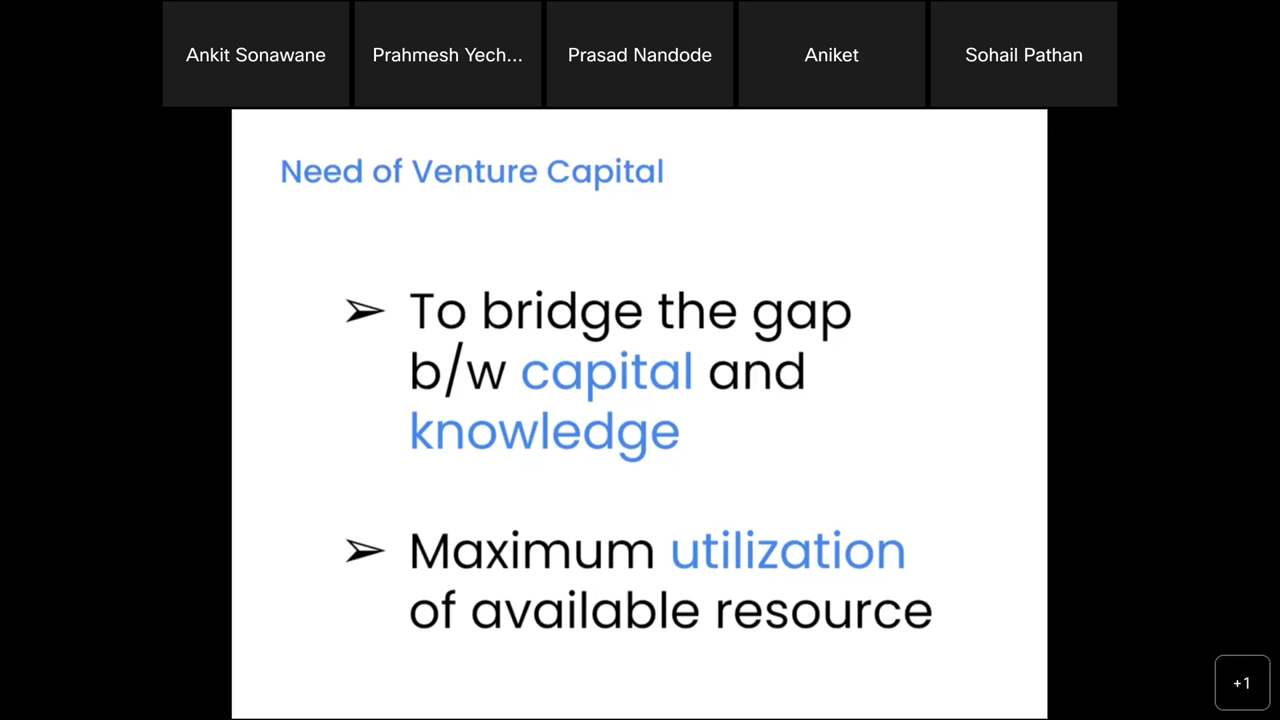 Ankit Sonawane
Prahmesh Yech...
Prasad Nandode
Aniket
Sohail Pathan
Need of Venture Capital
➢ To bridge the gap
b/w capital and
knowledge
➢ Maximum utilization
of available resource
+1